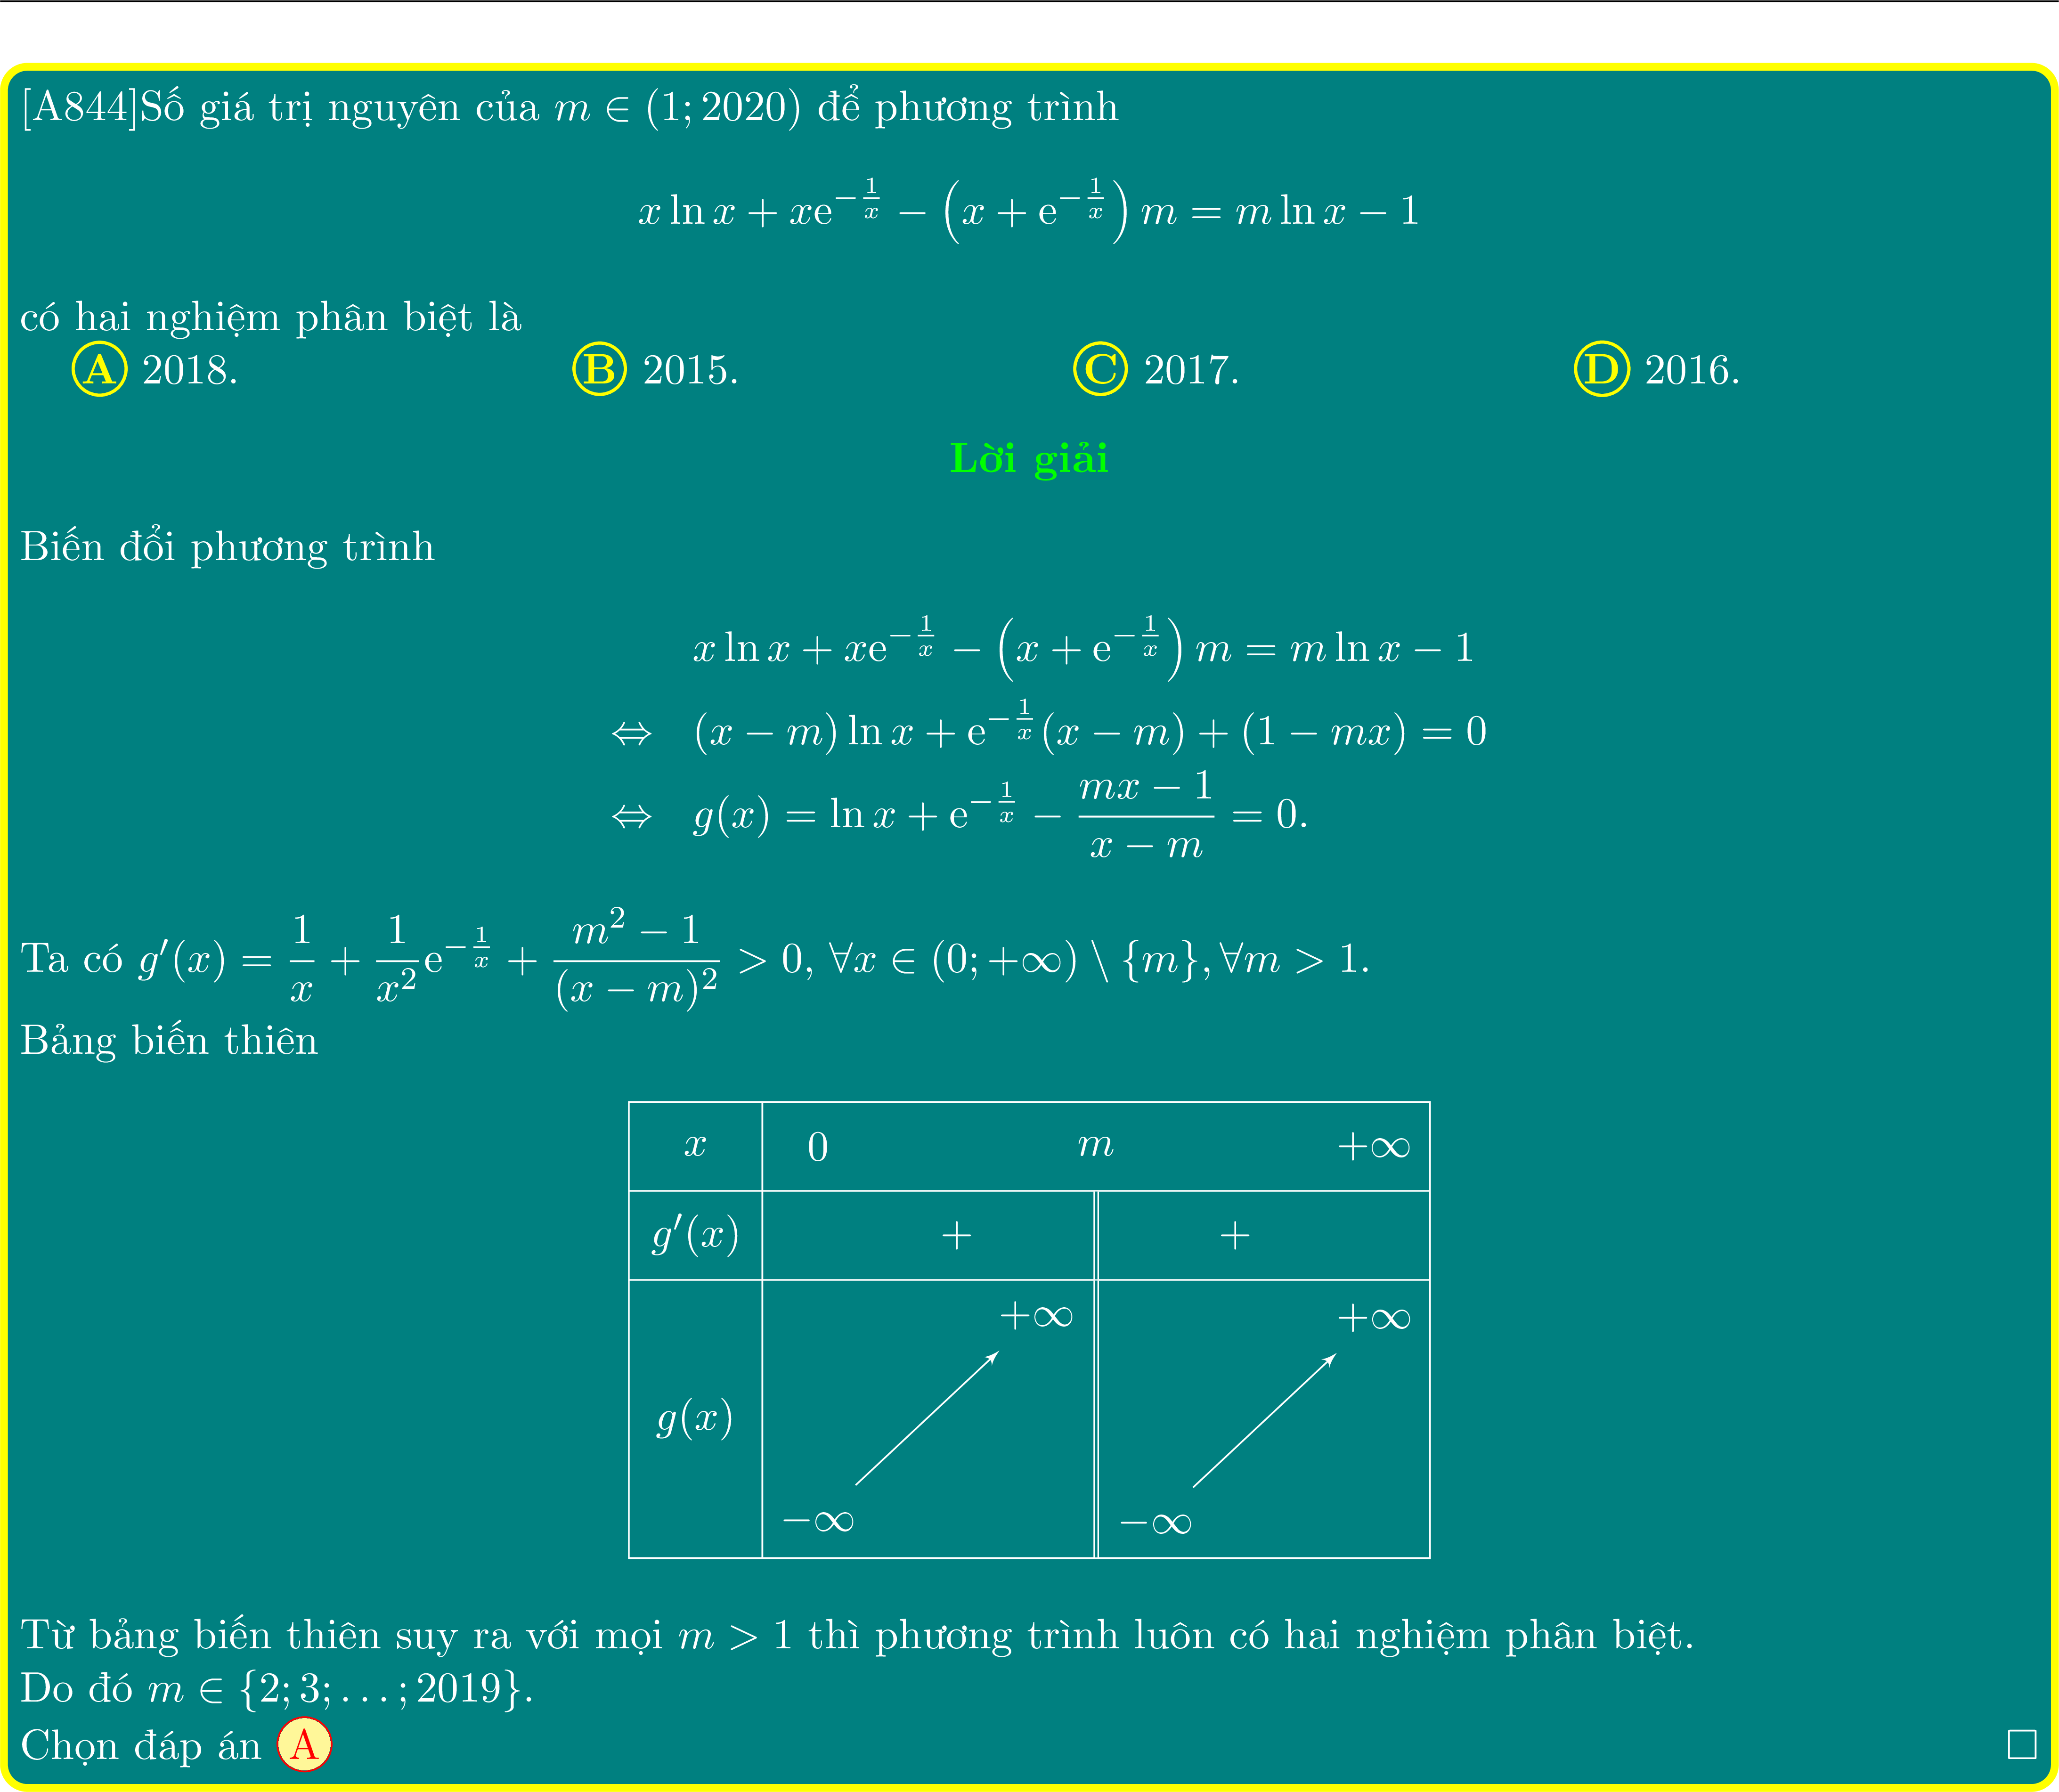 [A844]Số giá trị nguyên của $m \in (1; 2020)$ để phương trình
$x \ln x + x\mathrm{e}^{-\frac{1}{x}} - \left(x + \mathrm{e}^{-\frac{1}{x}}\right) m = m \ln x - 1$
có hai nghiệm phân biệt là
A 2018. B 2015. C 2017. D 2016.
Lời giải
Biến đổi phương trình
$x \ln x + x\mathrm{e}^{-\frac{1}{x}} - \left(x + \mathrm{e}^{-\frac{1}{x}}\right) m = m \ln x - 1$
$\Leftrightarrow (x - m) \ln x + \mathrm{e}^{-\frac{1}{x}}(x - m) + (1 - mx) = 0$
$\Leftrightarrow g(x) = \ln x + \mathrm{e}^{-\frac{1}{x}} - \frac{mx - 1}{x - m} = 0.$
Ta có $g'(x) = \frac{1}{x} + \frac{1}{x^2}\mathrm{e}^{-\frac{1}{x}} + \frac{m^2 - 1}{(x - m)^2} > 0, \forall x \in (0; +\infty) \setminus \{m\}, \forall m > 1.$
Bảng biến thiên
$x$ 0 $m$ $+\infty$
$g'(x)$ + +
$+\infty$ $+\infty$
$g(x)$
$-\infty$ $-\infty$
Từ bảng biến thiên suy ra với mọi $m > 1$ thì phương trình luôn có hai nghiệm phân biệt.
Do đó $m \in \{2; 3; \ldots; 2019\}$.
Chọn đáp án A □